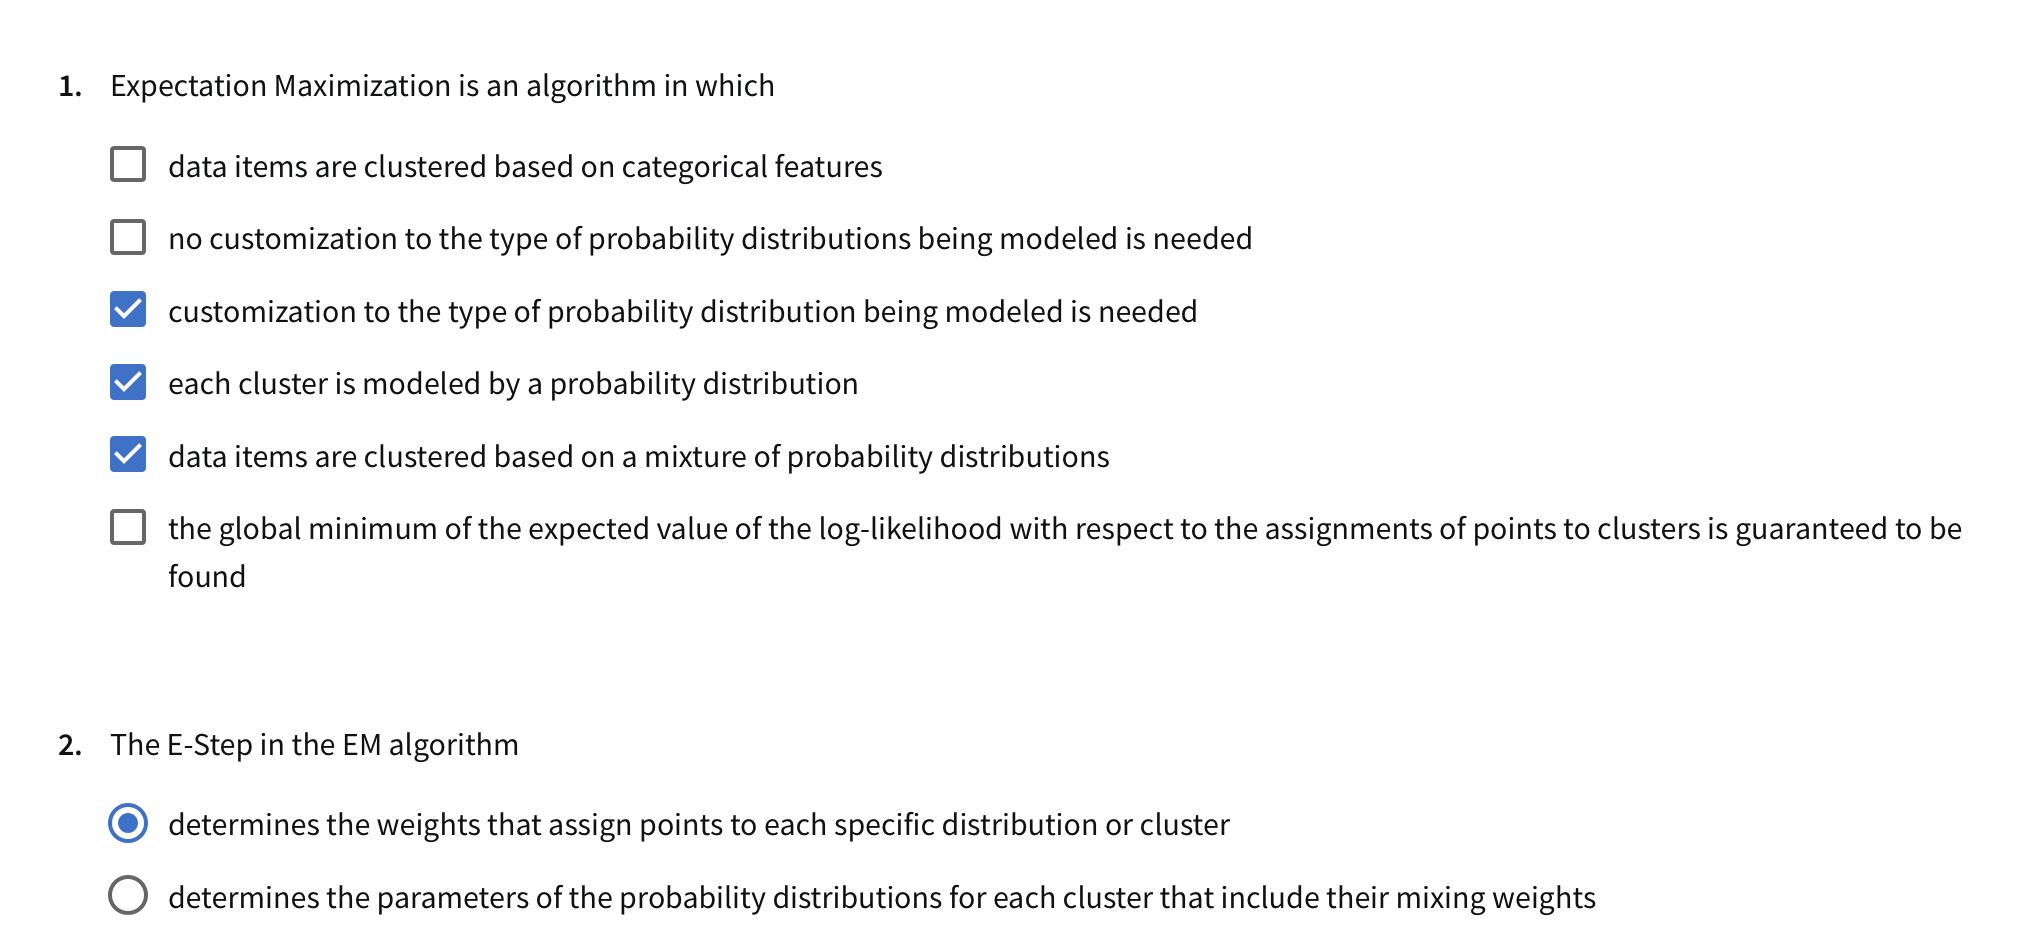 1. Expectation Maximization is an algorithm in which
data items are clustered based on categorical features
no customization to the type of probability distributions being modeled is needed
customization to the type of probability distribution being modeled is needed
each cluster is modeled by a probability distribution
data items are clustered based on a mixture of probability distributions
the global minimum of the expected value of the log-likelihood with respect to the assignments of points to clusters is guaranteed to be
found
2. The E-Step in the EM algorithm
determines the weights that assign points to each specific distribution or cluster
determines the parameters of the probability distributions for each cluster that include their mixing weights